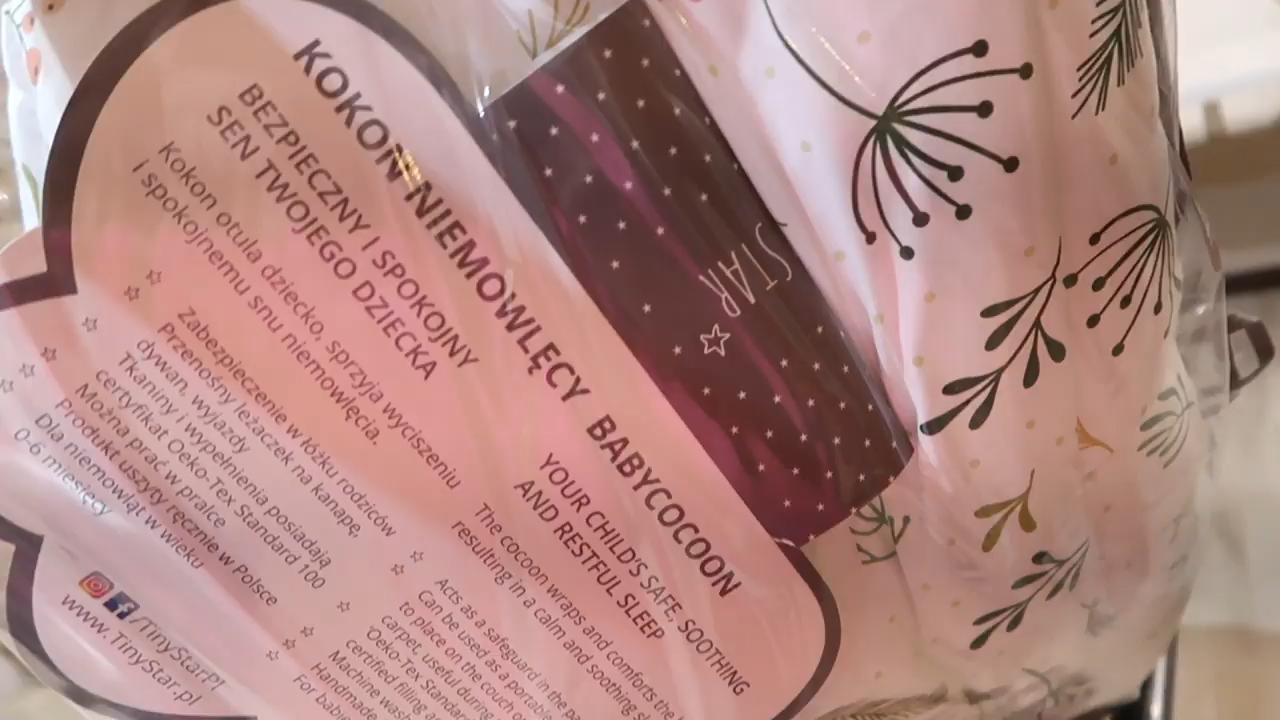 KOKON NIEMOWLĘCY BABYCOCOON
BEZPIECZNY I SPOKOJNY
SEN TWOJEGO DZIECKA
Kokon otula dziecko, sprzyja wyciszeniu
i spokojnemu snu niemowlęcia.
Zabezpieczenie w łóżku rodziców
Przenośny leżaczek na kanapę,
dywan, wyjazdy
Tkaniny i wypełnienia posiadają
certyfikat Oeko-Tex Standard 100
Można prać w pralce
Produkt uszyty ręcznie w Polsce
Dla niemowląt w wieku
0-6 miesięcy
/TinyStarpl
www.TinyStar.pl
YOUR CHILD'S SAFE, SOOTHING
AND RESTFUL SLEEP
The cocoon wraps and comforts the
resulting in a calm and soothing
Acts as a safeguard in the
Can be used as a portable
to place on the couch
carpet, useful during
Oeko-Tex Standard
certified filling
Machine
Handmade
For
STAR